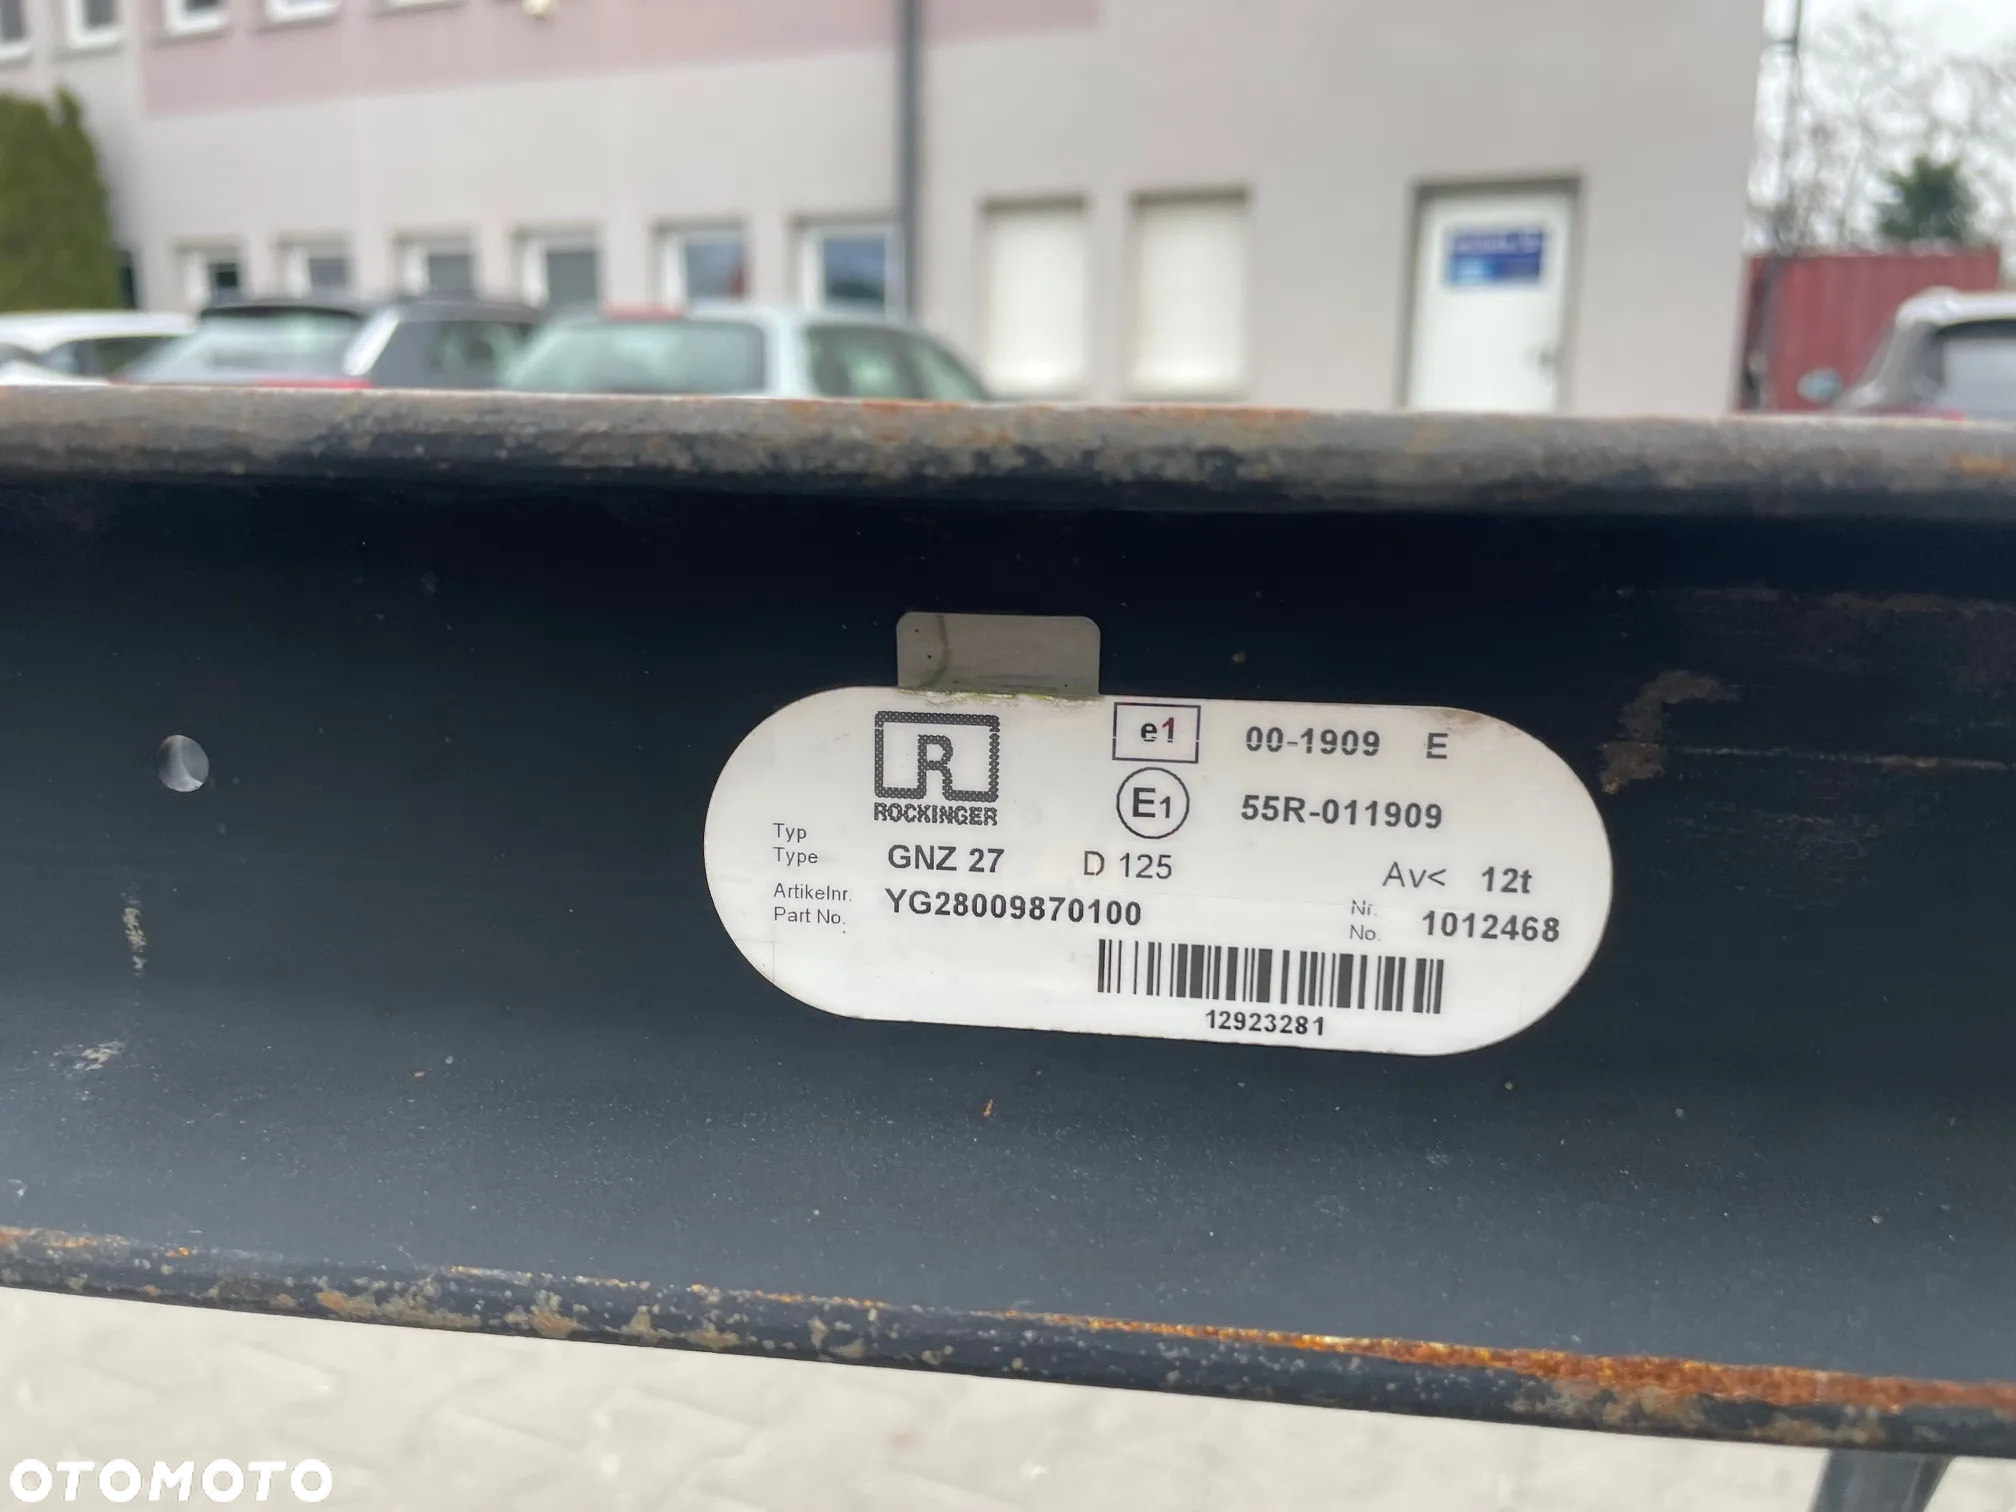 R
ROCKINGER
e1 00-1909 E
E1 55R-011909
Typ
Type GNZ 27 D 125 Av< 12t
Artikelnr.
Part No. YG28009870100
Nr.
No. 1012468
12923281
OTOMOTO